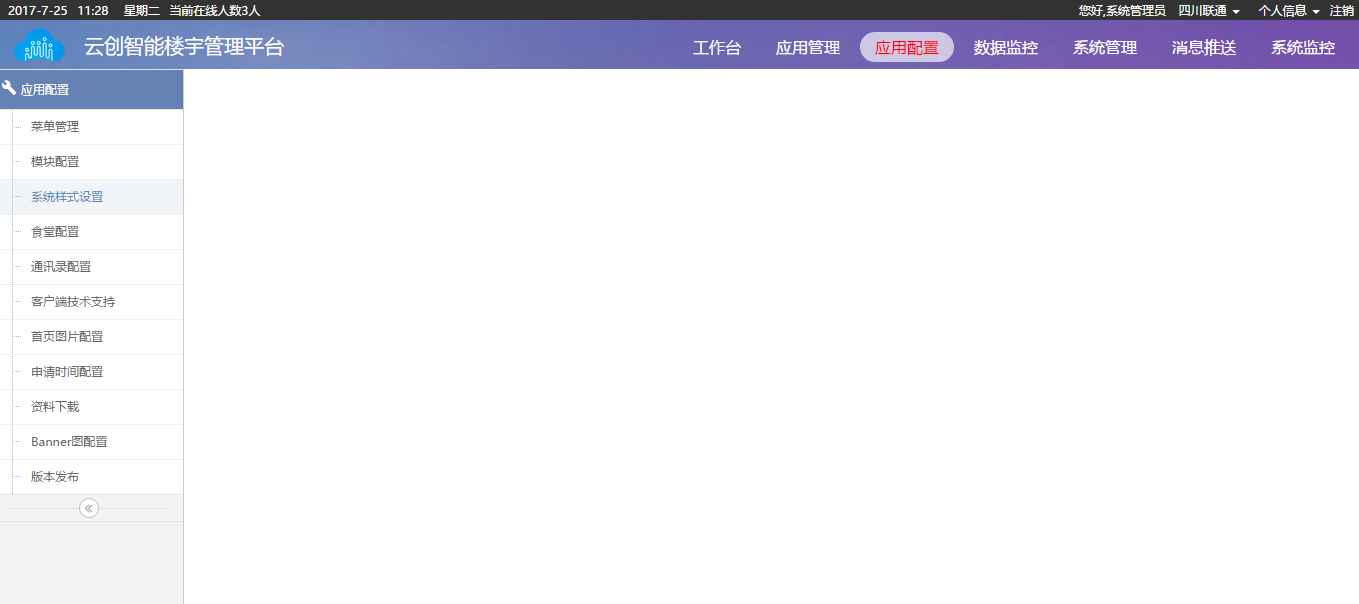 2017-7-25 11:28 星期二 当前在线人数3人 您好,系统管理员 四川联通 个人信息 注销
云创智能楼宇管理平台 工作台 应用管理 应用配置 数据监控 系统管理 消息推送 系统监控
应用配置
菜单管理
模块配置
系统样式设置
食堂配置
通讯录配置
客户端技术支持
首页图片配置
申请时间配置
资料下载
Banner图配置
版本发布